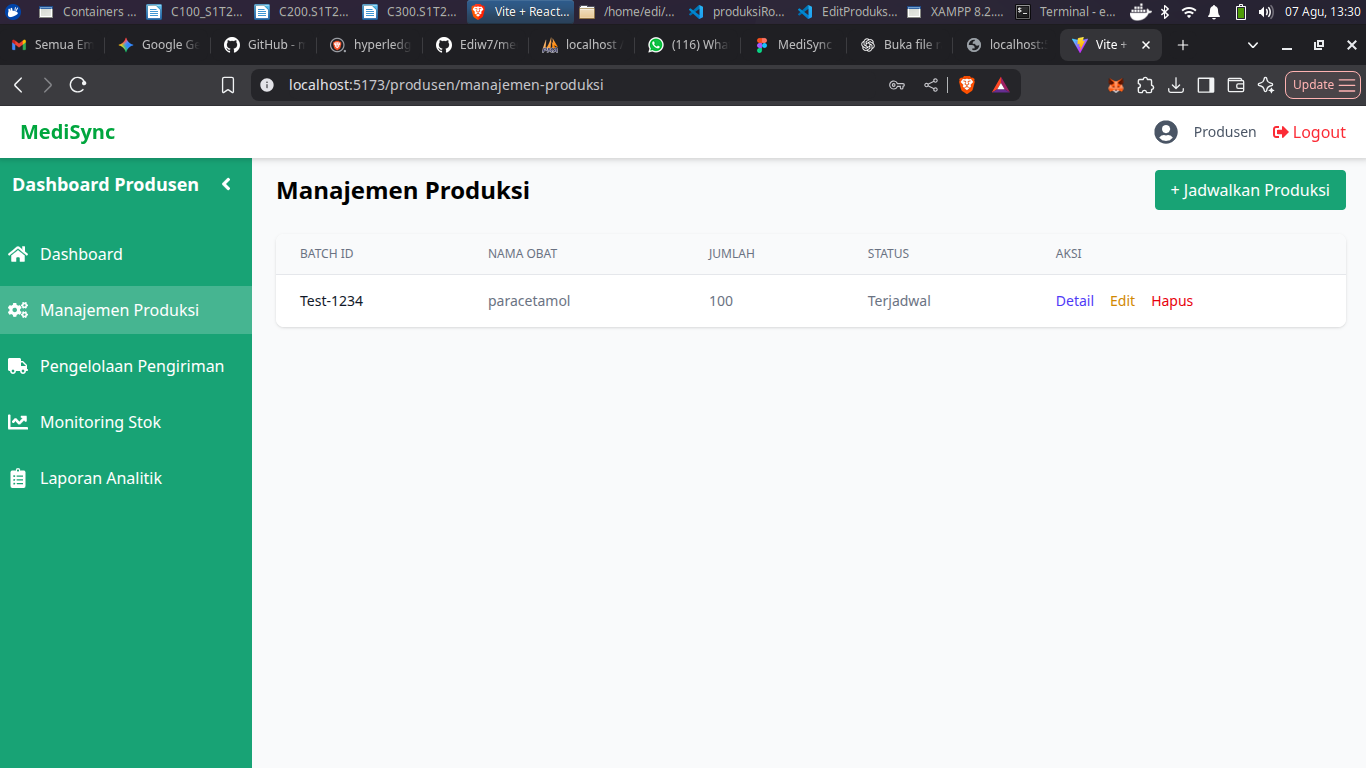 Containers ...
C100_S1T2...
C200.S1T2...
C300.S1T2...
Vite + React...
/home/edi/...
produksiRo...
EditProduks...
XAMPP 8.2....
Terminal - e...
07 Agu, 13:30
Semua Em
Google Ge
GitHub -
hyperledg
Ediw7/me
localhost
(116) Wha
MediSync
Buka file
localhost:
Vite +
localhost:5173/produsen/manajemen-produksi
Update
MediSync
Produsen
Logout
Dashboard Produsen
Manajemen Produksi
+ Jadwalkan Produksi
Dashboard
Manajemen Produksi
Pengelolaan Pengiriman
Monitoring Stok
Laporan Analitik
BATCH ID NAMA OBAT JUMLAH STATUS AKSI
Test-1234 paracetamol 100 Terjadwal Detail Edit Hapus